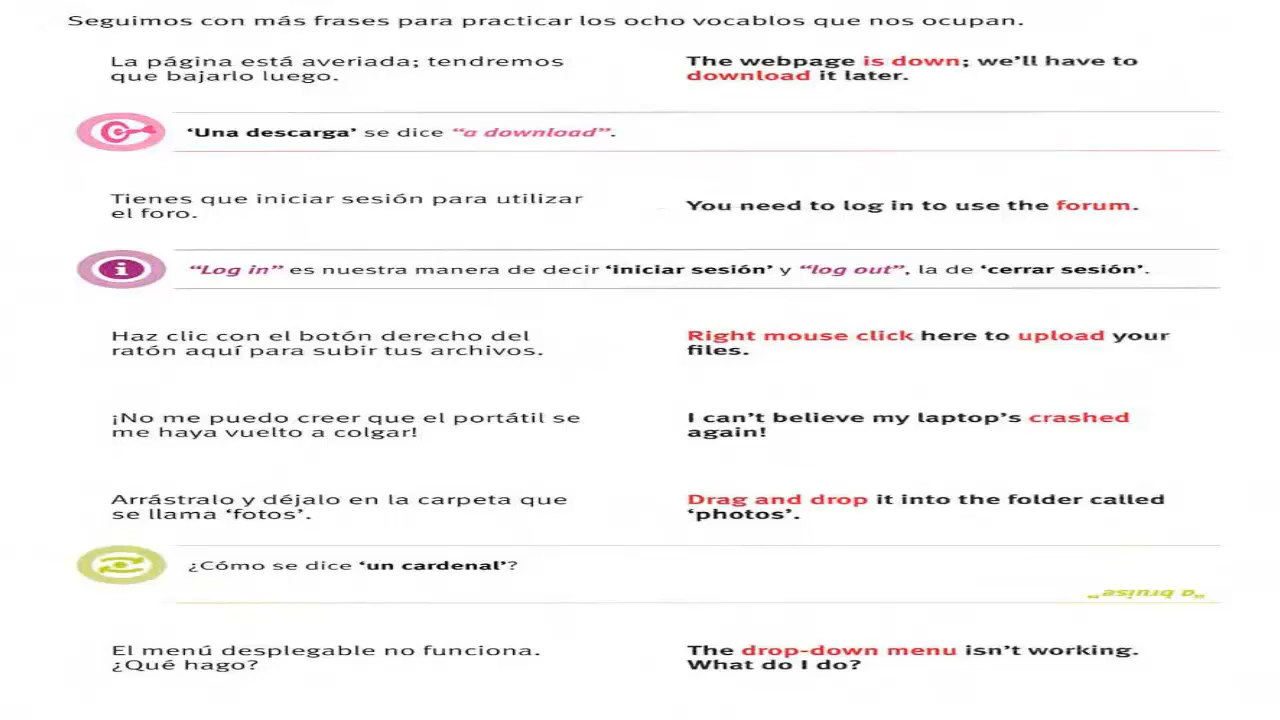 Seguimos con más frases para practicar los ocho vocablos que nos ocupan.
La página está averiada; tendremos
que bajarlo luego.
The webpage is down; we'll have to
download it later.
‘Una descarga’ se dice “a download”.
Tienes que iniciar sesión para utilizar
el foro.
You need to log in to use the forum.
“Log in” es nuestra manera de decir ‘iniciar sesión’ y “log out”, la de ‘cerrar sesión’.
Haz clic con el botón derecho del
ratón aquí para subir tus archivos.
Right mouse click here to upload your
files.
¡No me puedo creer que el portátil se
me haya vuelto a colgar!
I can’t believe my laptop’s crashed
again!
Arrástralo y déjalo en la carpeta que
se llama ‘fotos’.
Drag and drop it into the folder called
‘photos’.
¿Cómo se dice ‘un cardenal’?
“a bruise”
El menú desplegable no funciona.
¿Qué hago?
The drop-down menu isn’t working.
What do I do?